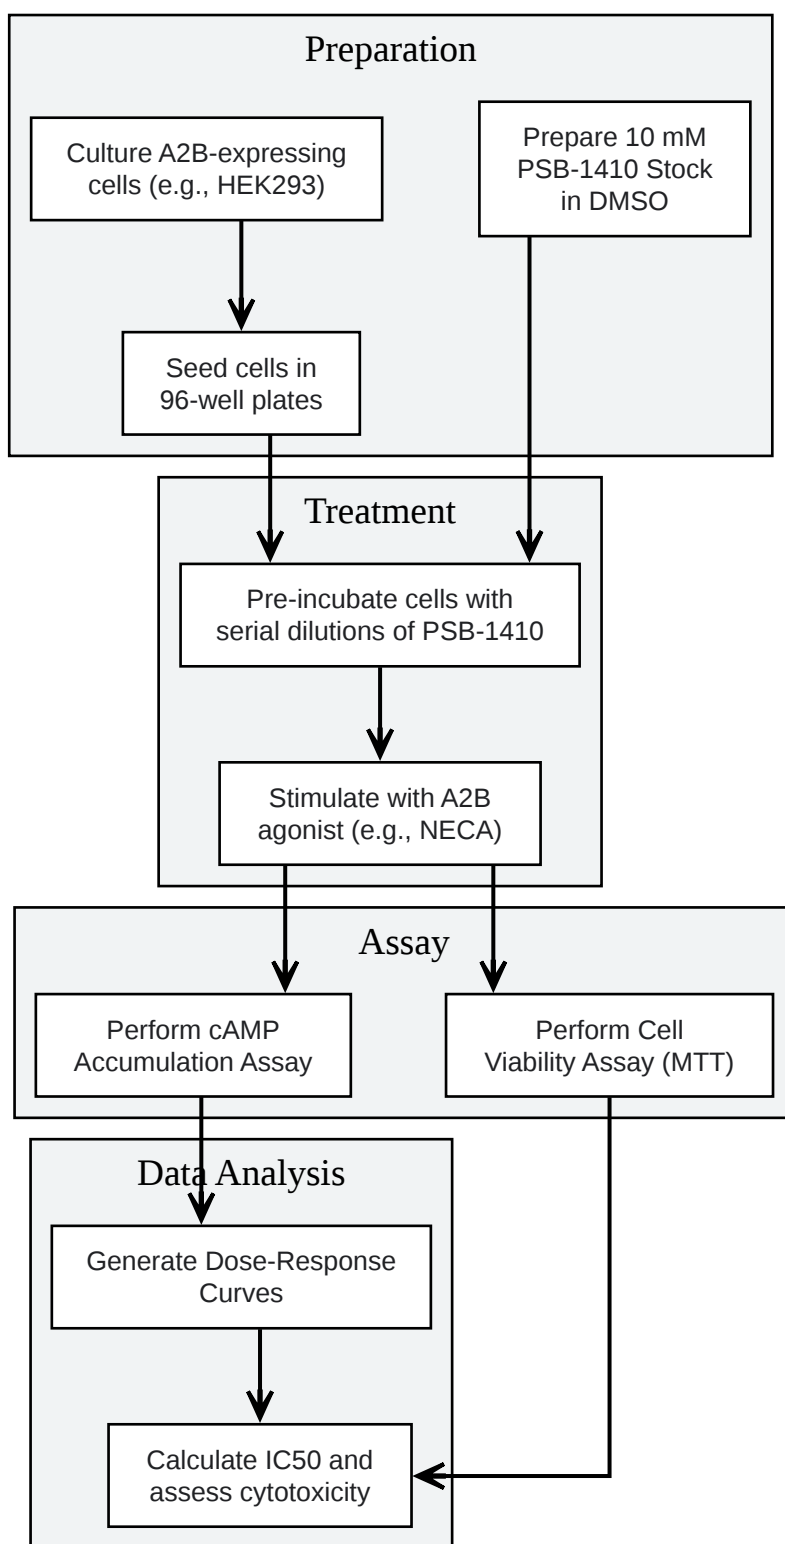 Preparation
Culture A2B-expressing
cells (e.g., HEK293)
Prepare 10 mM
PSB-1410 Stock
in DMSO
Seed cells in
96-well plates
Treatment
Pre-incubate cells with
serial dilutions of PSB-1410
Stimulate with A2B
agonist (e.g., NECA)
Assay
Perform cAMP
Accumulation Assay
Perform Cell
Viability Assay (MTT)
Data Analysis
Generate Dose-Response
Curves
Calculate IC50 and
assess cytotoxicity